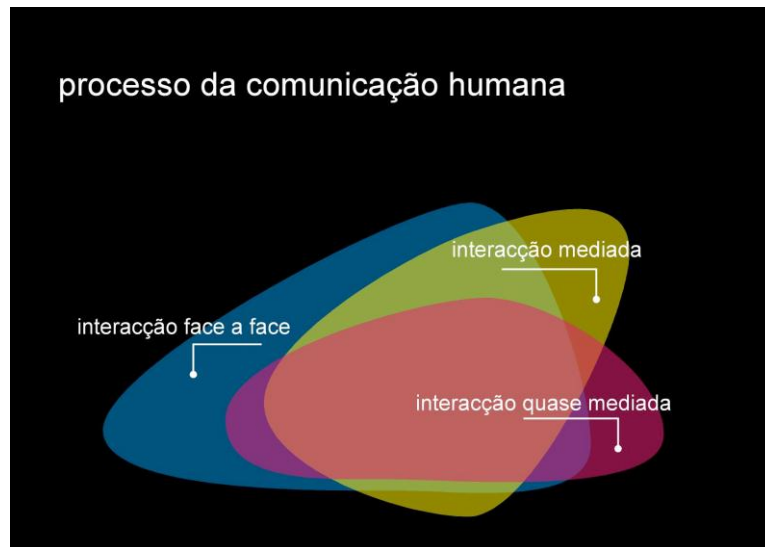 processo da comunicação humana
interacção mediada
interacção face a face
interacção quase mediada